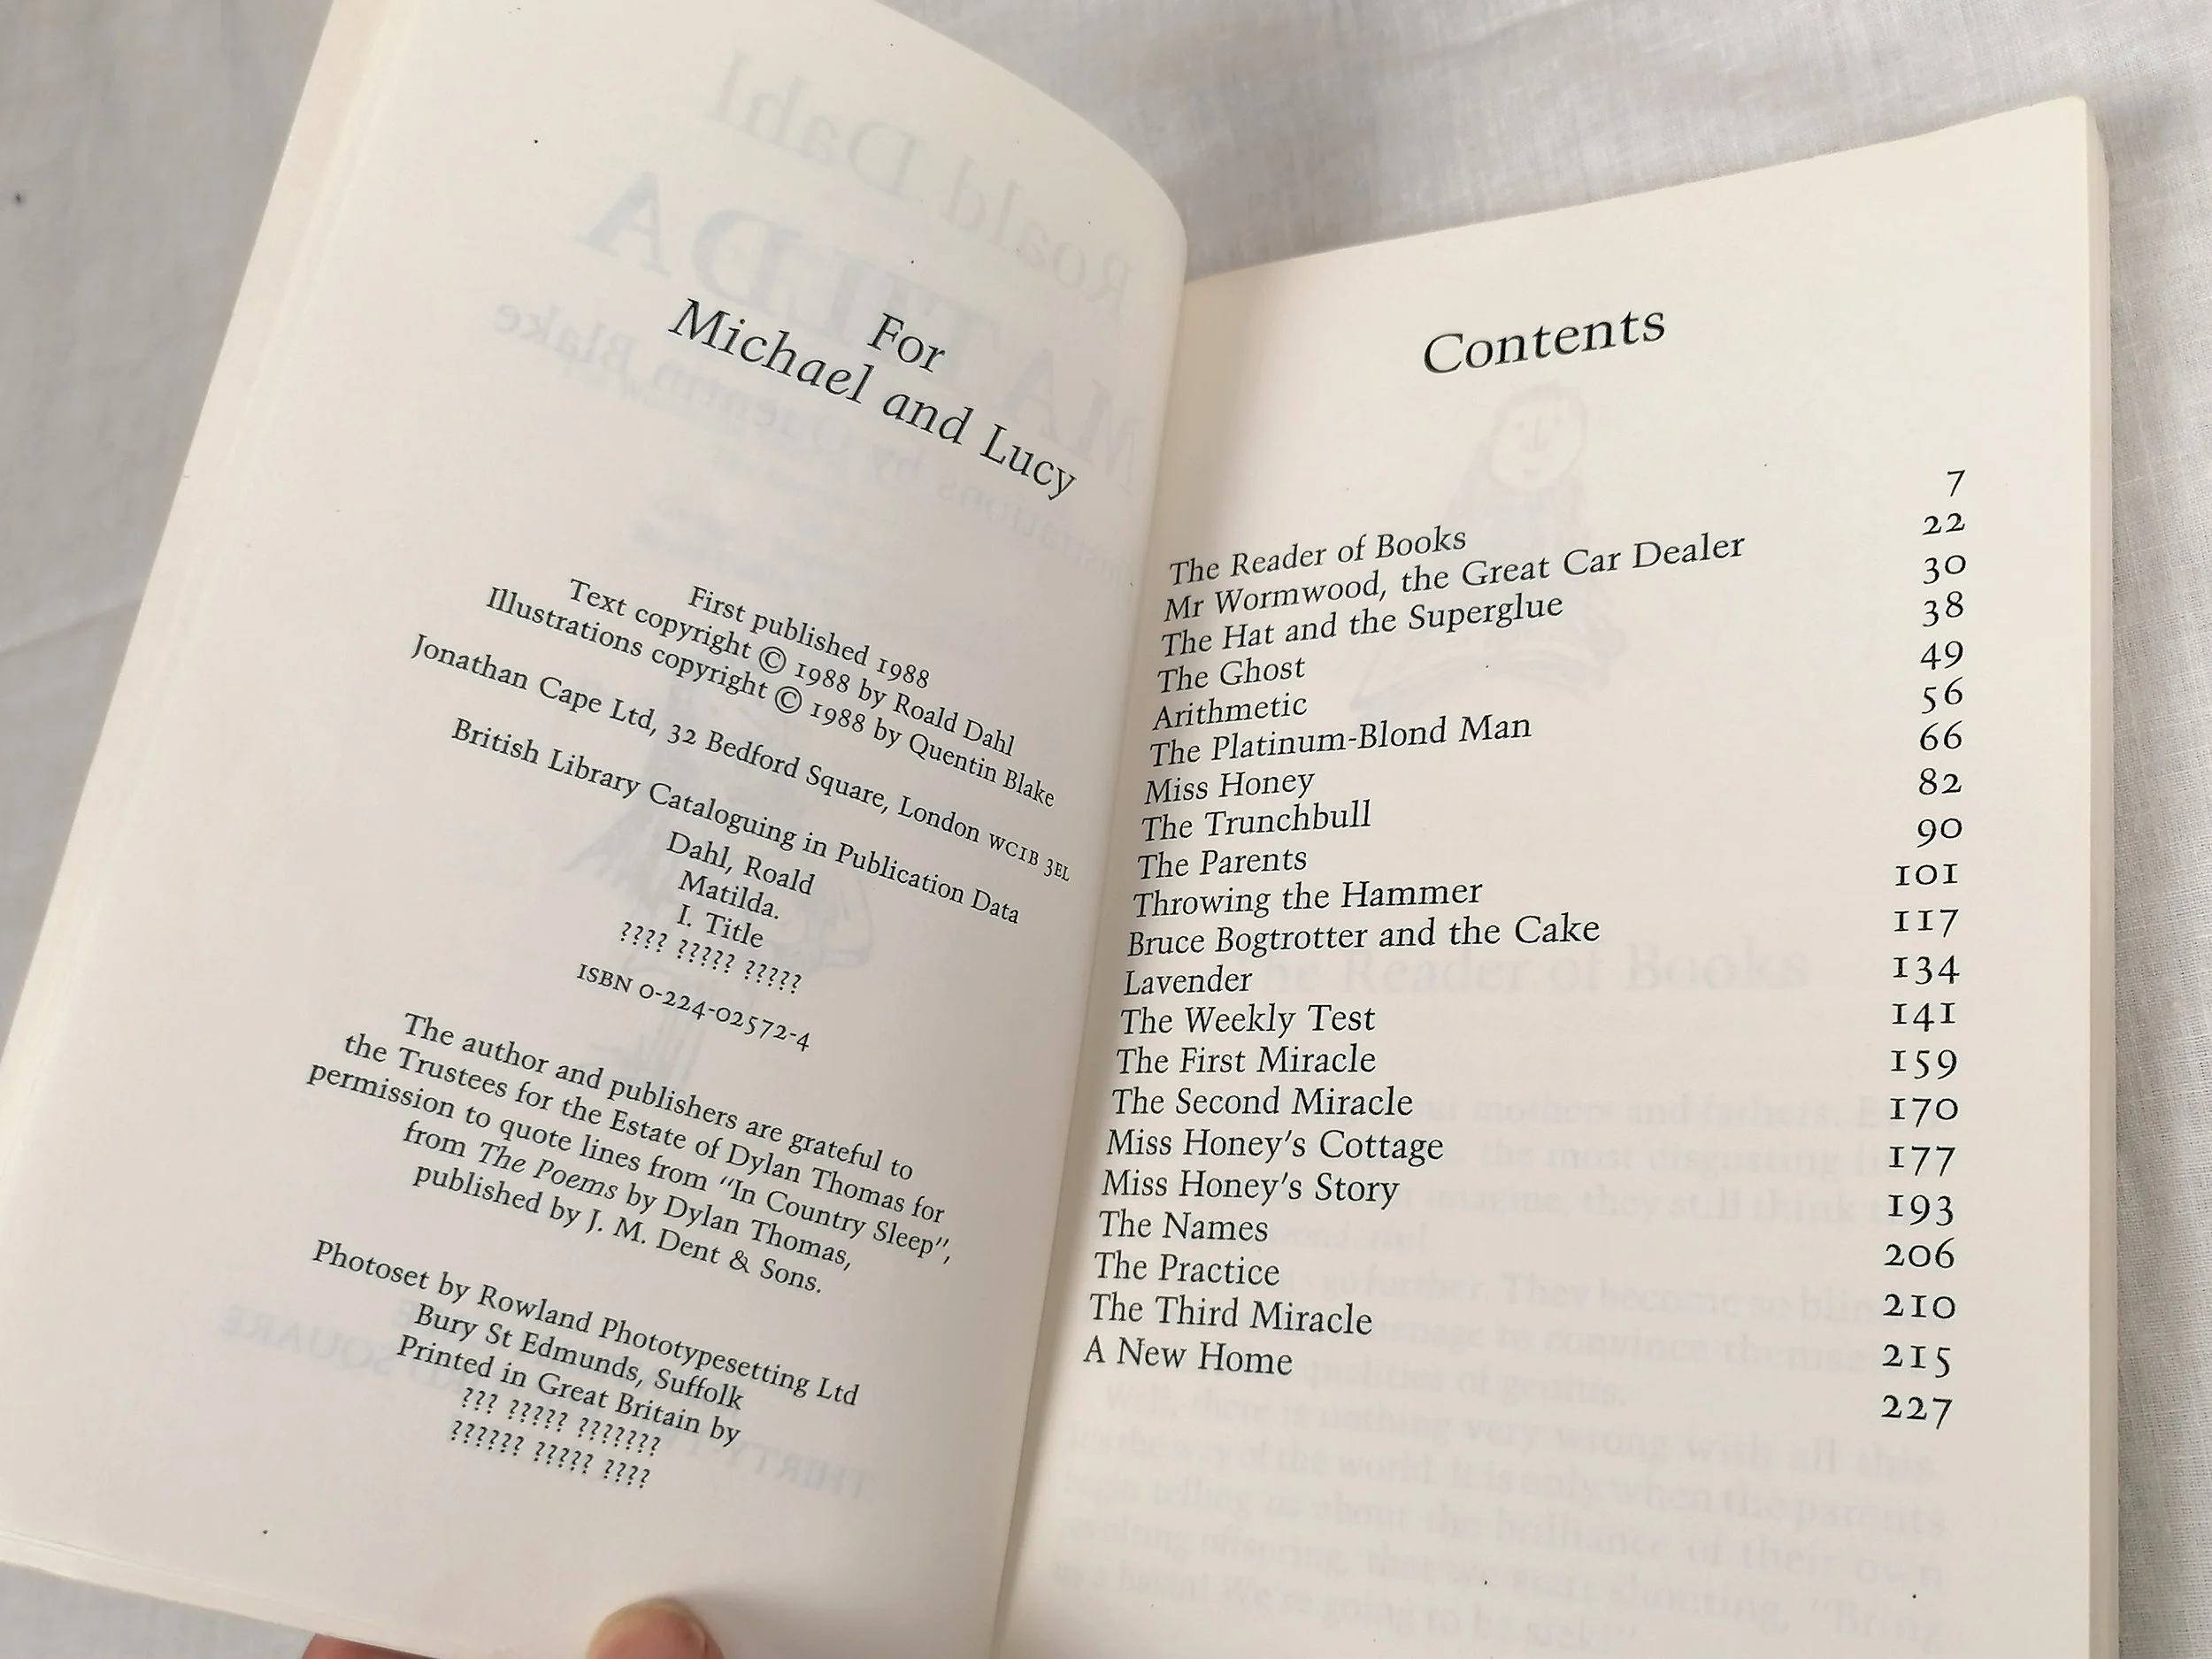 For
Michael and Lucy
First published 1988
Text copyright © 1988 by Roald Dahl
Illustrations copyright © 1988 by Quentin Blake
Jonathan Cape Ltd, 32 Bedford Square, London WC1B 3EL
British Library Cataloguing in Publication Data
Dahl, Roald
Matilda.
I. Title
???? ????? ?????
ISBN 0-224-02572-4
The author and publishers are grateful to
the Trustees for the Estate of Dylan Thomas for
permission to quote lines from "In Country Sleep",
from The Poems by Dylan Thomas,
published by J. M. Dent & Sons.
Photoset by Rowland Phototypesetting Ltd
Bury St Edmunds, Suffolk
Printed in Great Britain by
??? ????? ???????
?????? ????? ????
Contents
The Reader of Books 7
Mr Wormwood, the Great Car Dealer 22
The Hat and the Superglue 30
The Ghost 38
Arithmetic 49
The Platinum-Blond Man 56
Miss Honey 66
The Trunchbull 82
The Parents 90
Throwing the Hammer 101
Bruce Bogtrotter and the Cake 117
Lavender 134
The Weekly Test 141
The First Miracle 159
The Second Miracle 170
Miss Honey's Cottage 177
Miss Honey's Story 193
The Names 206
The Practice 210
The Third Miracle 215
A New Home 227